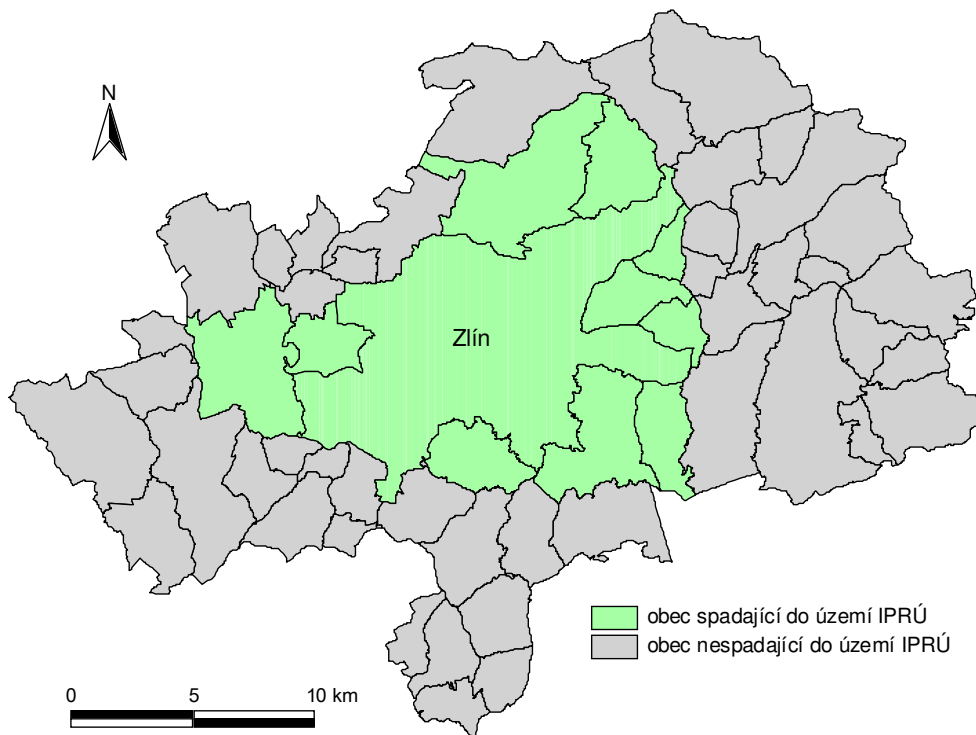 N
Zlín
obec spadající do území IPRÚ
obec nespadající do území IPRÚ
0 5 10 km